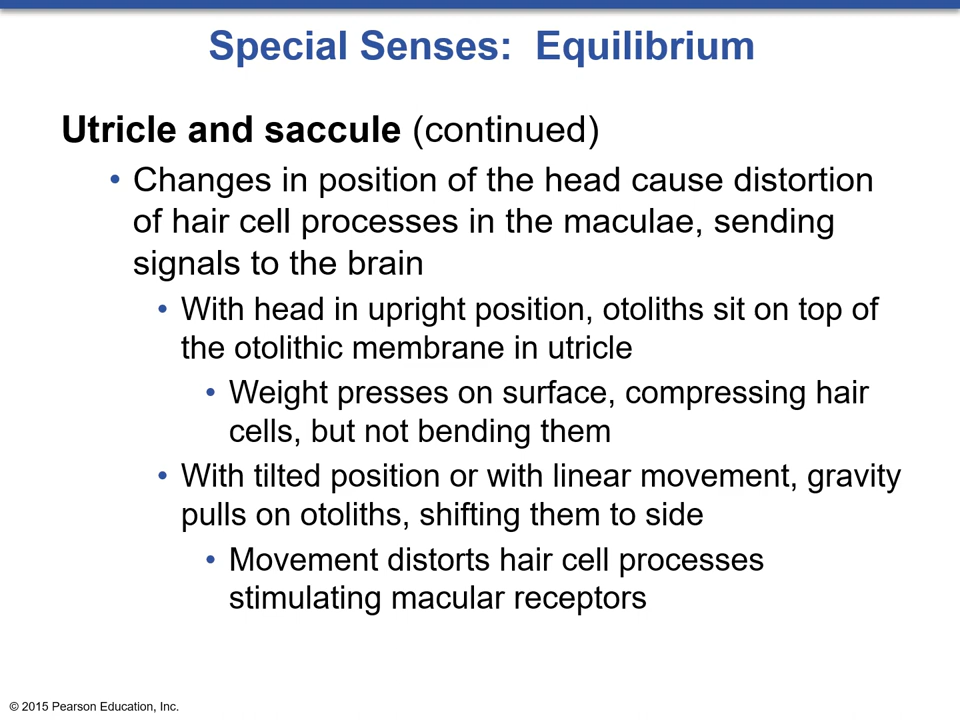 Special Senses:  Equilibrium
Utricle and saccule (continued)
• Changes in position of the head cause distortion
of hair cell processes in the maculae, sending
signals to the brain
• With head in upright position, otoliths sit on top of
the otolithic membrane in utricle
• Weight presses on surface, compressing hair
cells, but not bending them
• With tilted position or with linear movement, gravity
pulls on otoliths, shifting them to side
• Movement distorts hair cell processes
stimulating macular receptors
© 2015 Pearson Education, Inc.